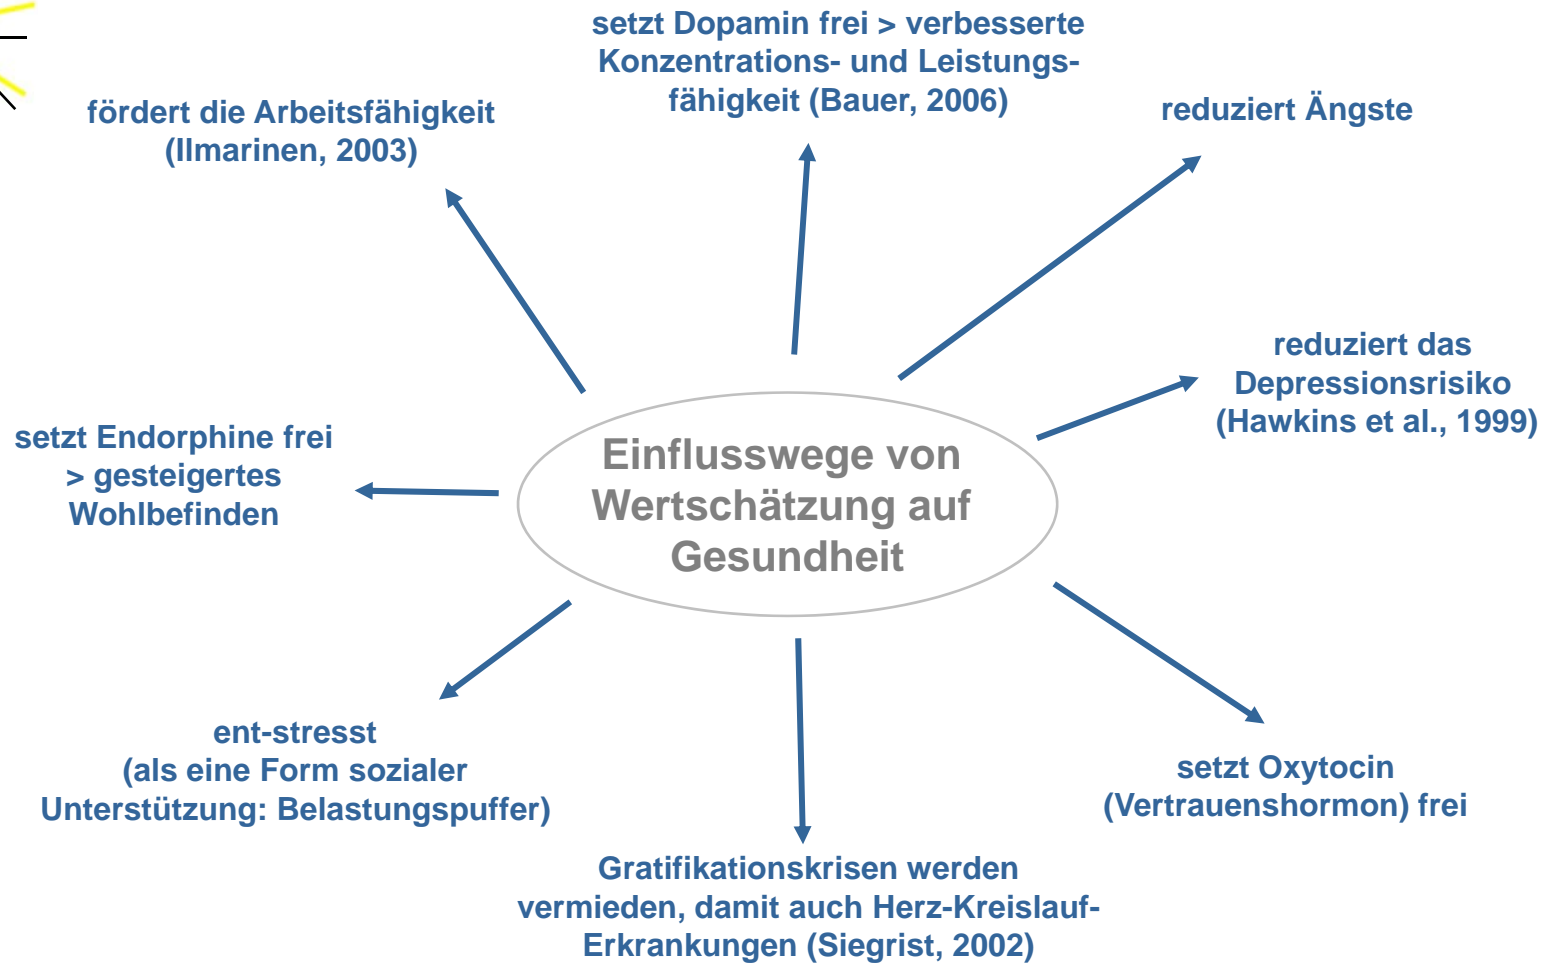 setzt Dopamin frei > verbesserte
Konzentrations- und Leistungs-
fähigkeit (Bauer, 2006)
fördert die Arbeitsfähigkeit
(Ilmarinen, 2003)
reduziert Ängste
reduziert das
Depressionsrisiko
(Hawkins et al., 1999)
setzt Endorphine frei
> gesteigertes
Wohlbefinden
Einflusswege von
Wertschätzung auf
Gesundheit
ent-stresst
(als eine Form sozialer
Unterstützung: Belastungspuffer)
setzt Oxytocin
(Vertrauenshormon) frei
Gratifikationskrisen werden
vermieden, damit auch Herz-Kreislauf-
Erkrankungen (Siegrist, 2002)